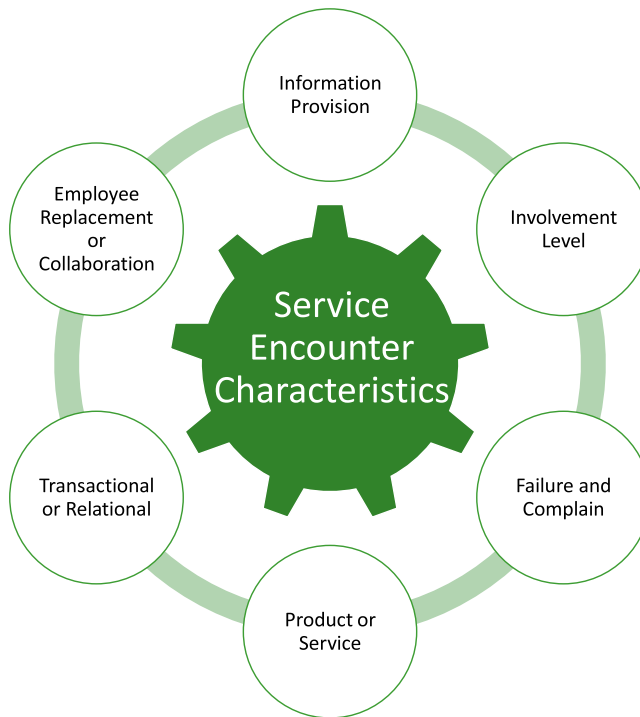 Information
Provision
Employee
Replacement
or
Collaboration
Involvement
Level
Service
Encounter
Characteristics
Transactional
or Relational
Failure and
Complain
Product or
Service